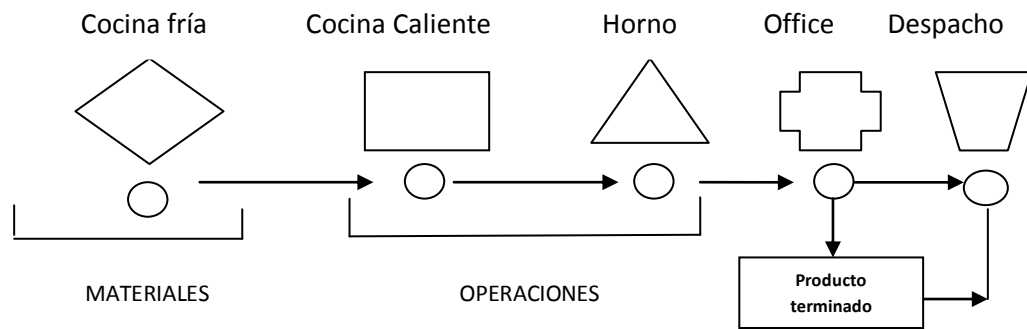 Cocina fría
Cocina Caliente
Horno
Office
Despacho
MATERIALES
OPERACIONES
Producto
terminado